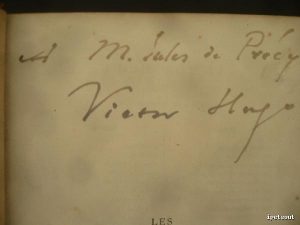 A M. Jules de Précy
Victor Hugo
LES